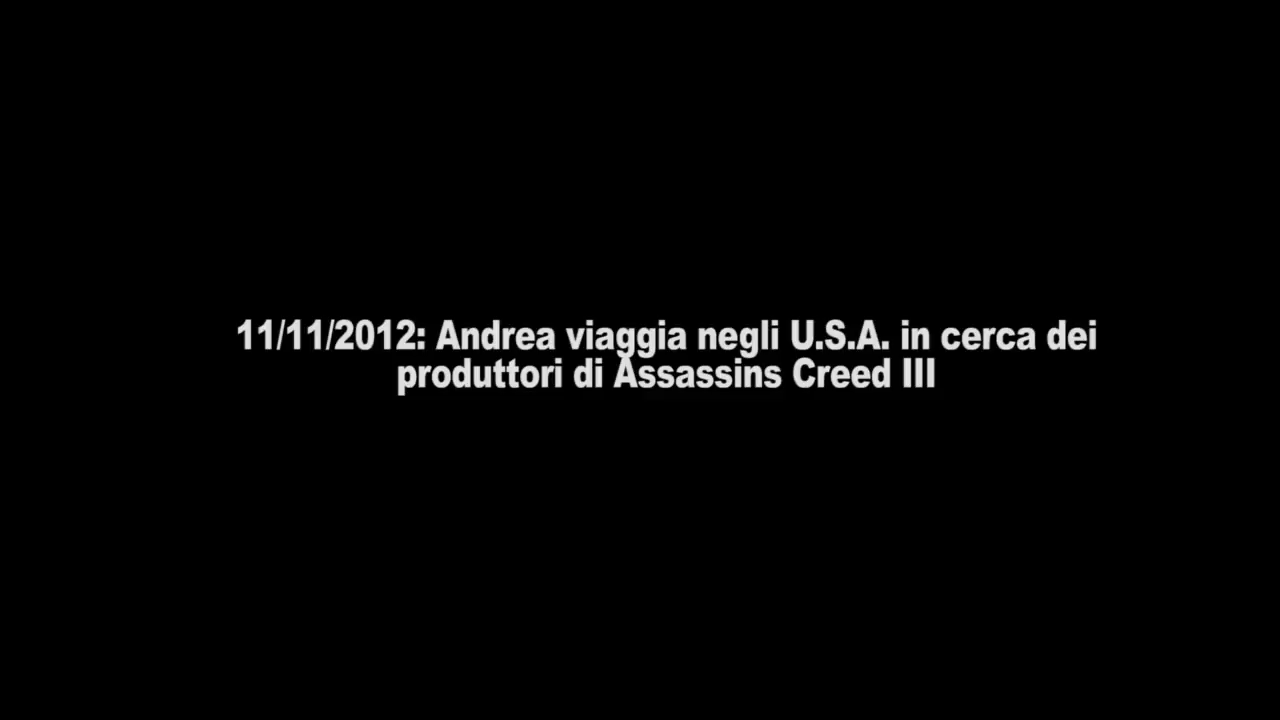 11/11/2012: Andrea viaggia negli U.S.A. in cerca dei
produttori di Assassins Creed III